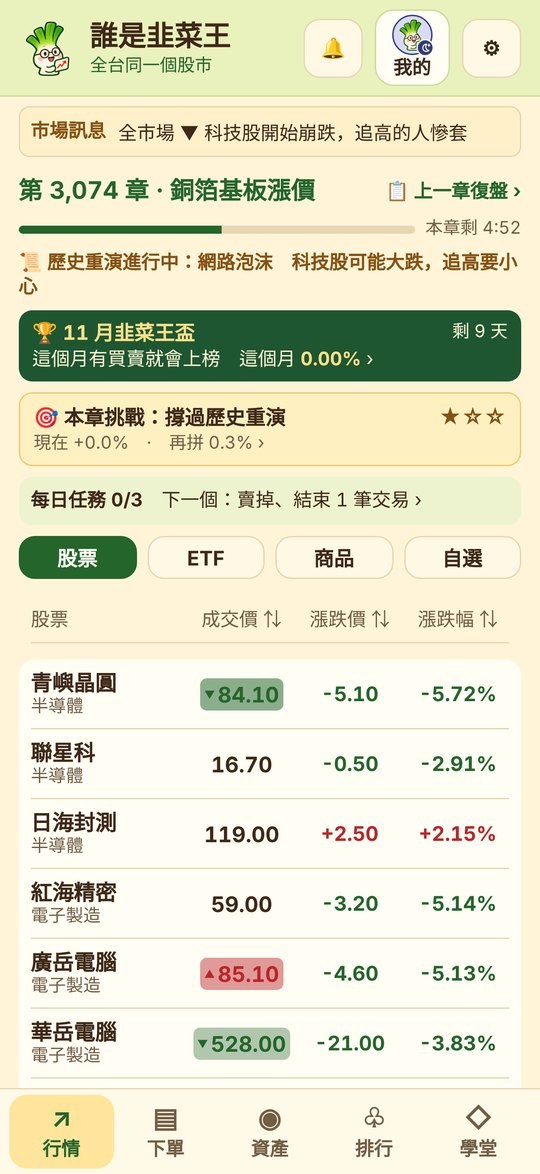 誰是韭菜王
全台同一個股市
我的
市場訊息 全市場 ▼ 科技股開始崩跌，追高的人慘套
第 3,074 章 · 銅箔基板漲價
上一章復盤 ›
本章剩 4:52
歷史重演進行中：網路泡沫 科技股可能大跌，追高要小
心
11 月韭菜王盃
剩 9 天
這個月有買賣就會上榜 這個月 0.00% ›
本章挑戰：撐過歷史重演
★☆☆
現在 +0.0% · 再拼 0.3% ›
每日任務 0/3 下一個：賣掉、結束 1 筆交易 ›
股票 ETF 商品 自選
股票 成交價 ⇅ 漲跌價 ⇅ 漲跌幅 ⇅
青嶼晶圓 ▼84.10 -5.10 -5.72%
半導體
聯星科 16.70 -0.50 -2.91%
半導體
日海封測 119.00 +2.50 +2.15%
半導體
紅海精密 59.00 -3.20 -5.14%
電子製造
廣岳電腦 ▲85.10 -4.60 -5.13%
電子製造
華岳電腦 ▼528.00 -21.00 -3.83%
電子製造
行情 下單 資產 排行 學堂